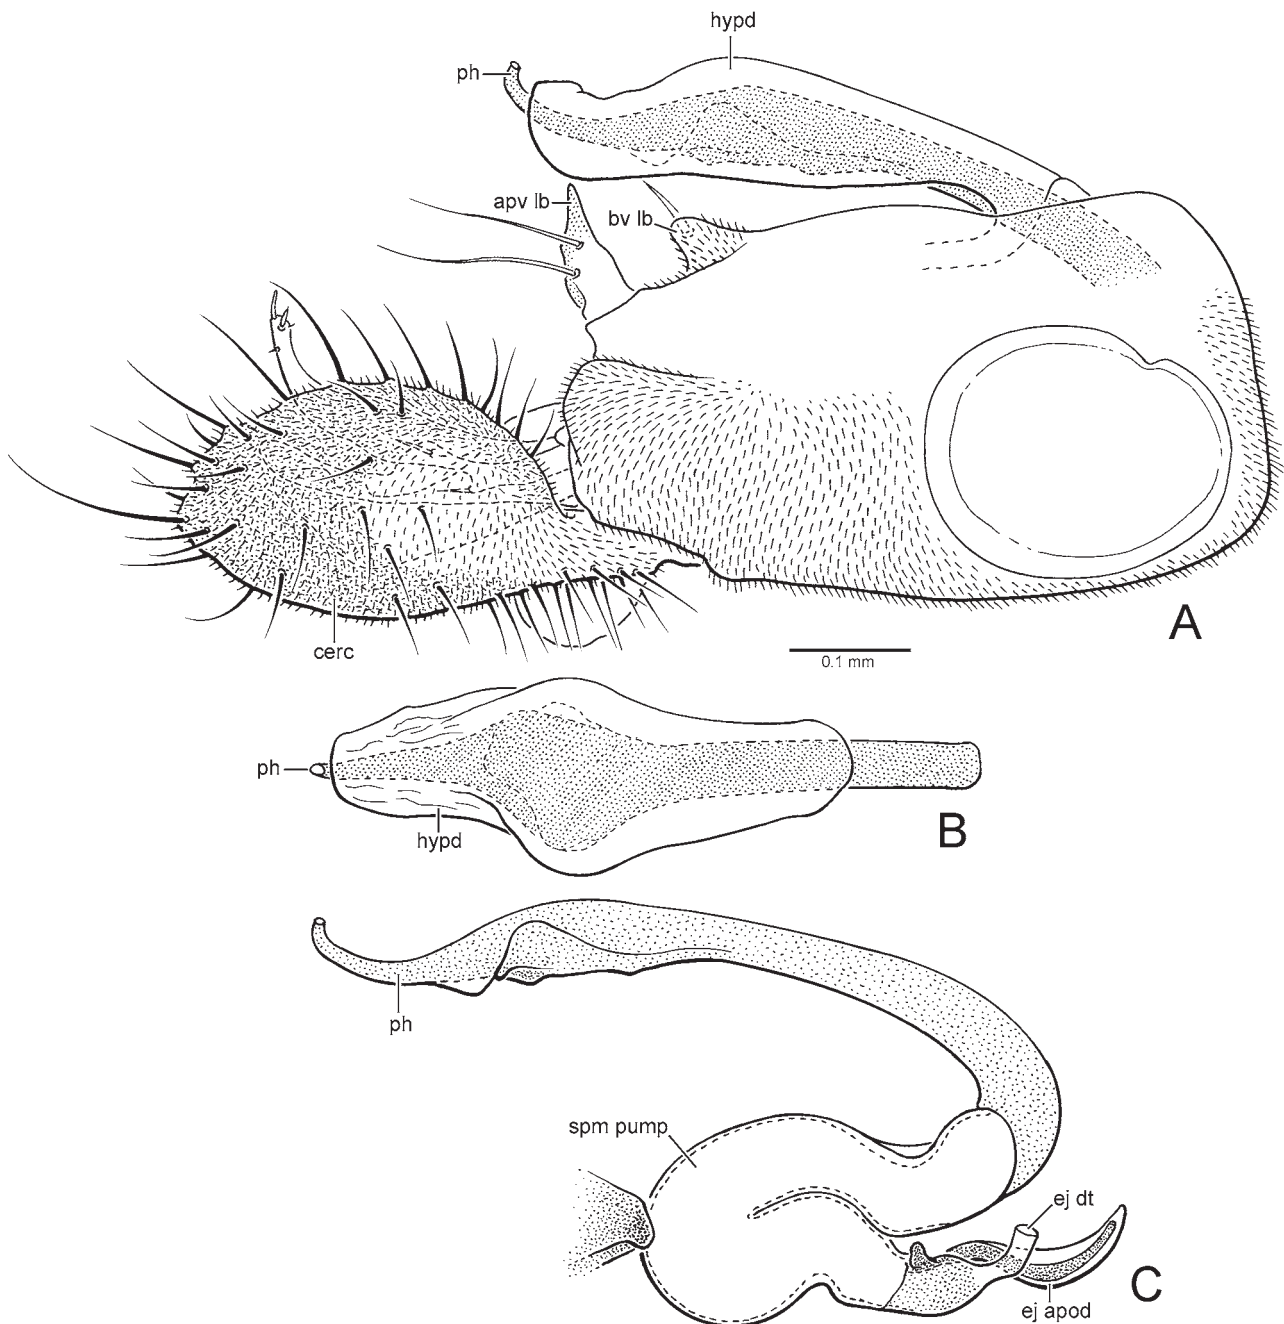 hypd
ph
apv lb
bv lb
cerc
A
0.1 mm
ph
hypd
B
ph
spm pump
ej dt
ej apod
C